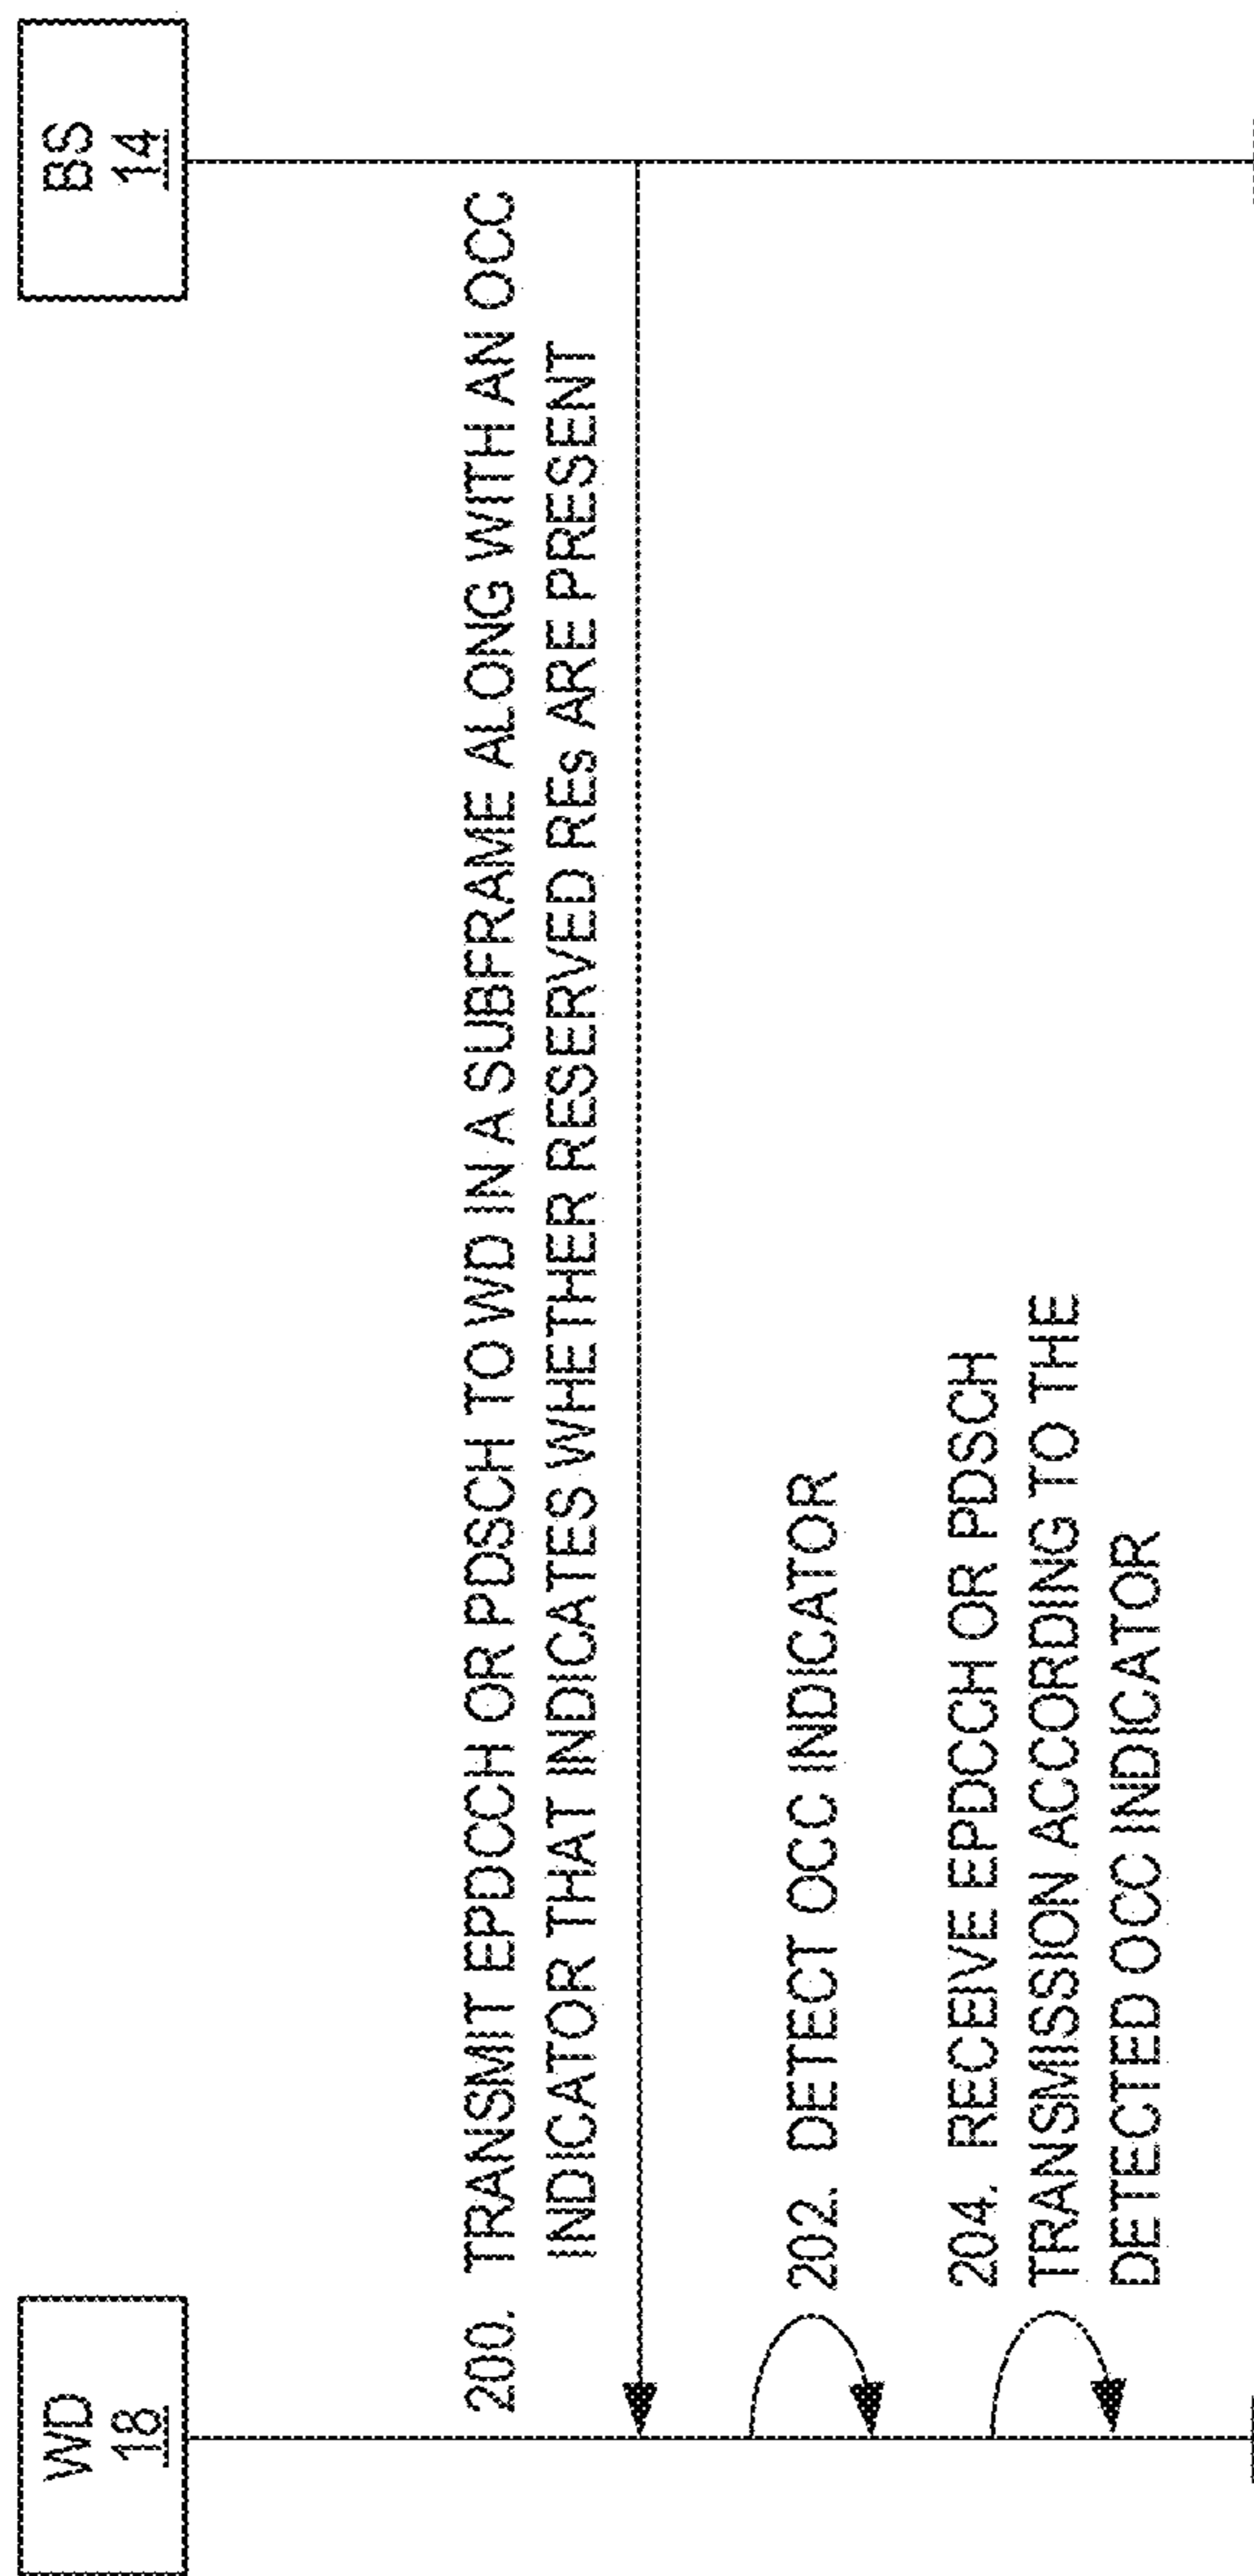 WD
18
BS
14
200. TRANSMIT EPDCCH OR PDSCH TO WD IN A SUBFRAME ALONG WITH AN OCC
INDICATOR THAT INDICATES WHETHER RESERVED REs ARE PRESENT
202. DETECT OCC INDICATOR
204. RECEIVE EPDCCH OR PDSCH
TRANSMISSION ACCORDING TO THE
DETECTED OCC INDICATOR